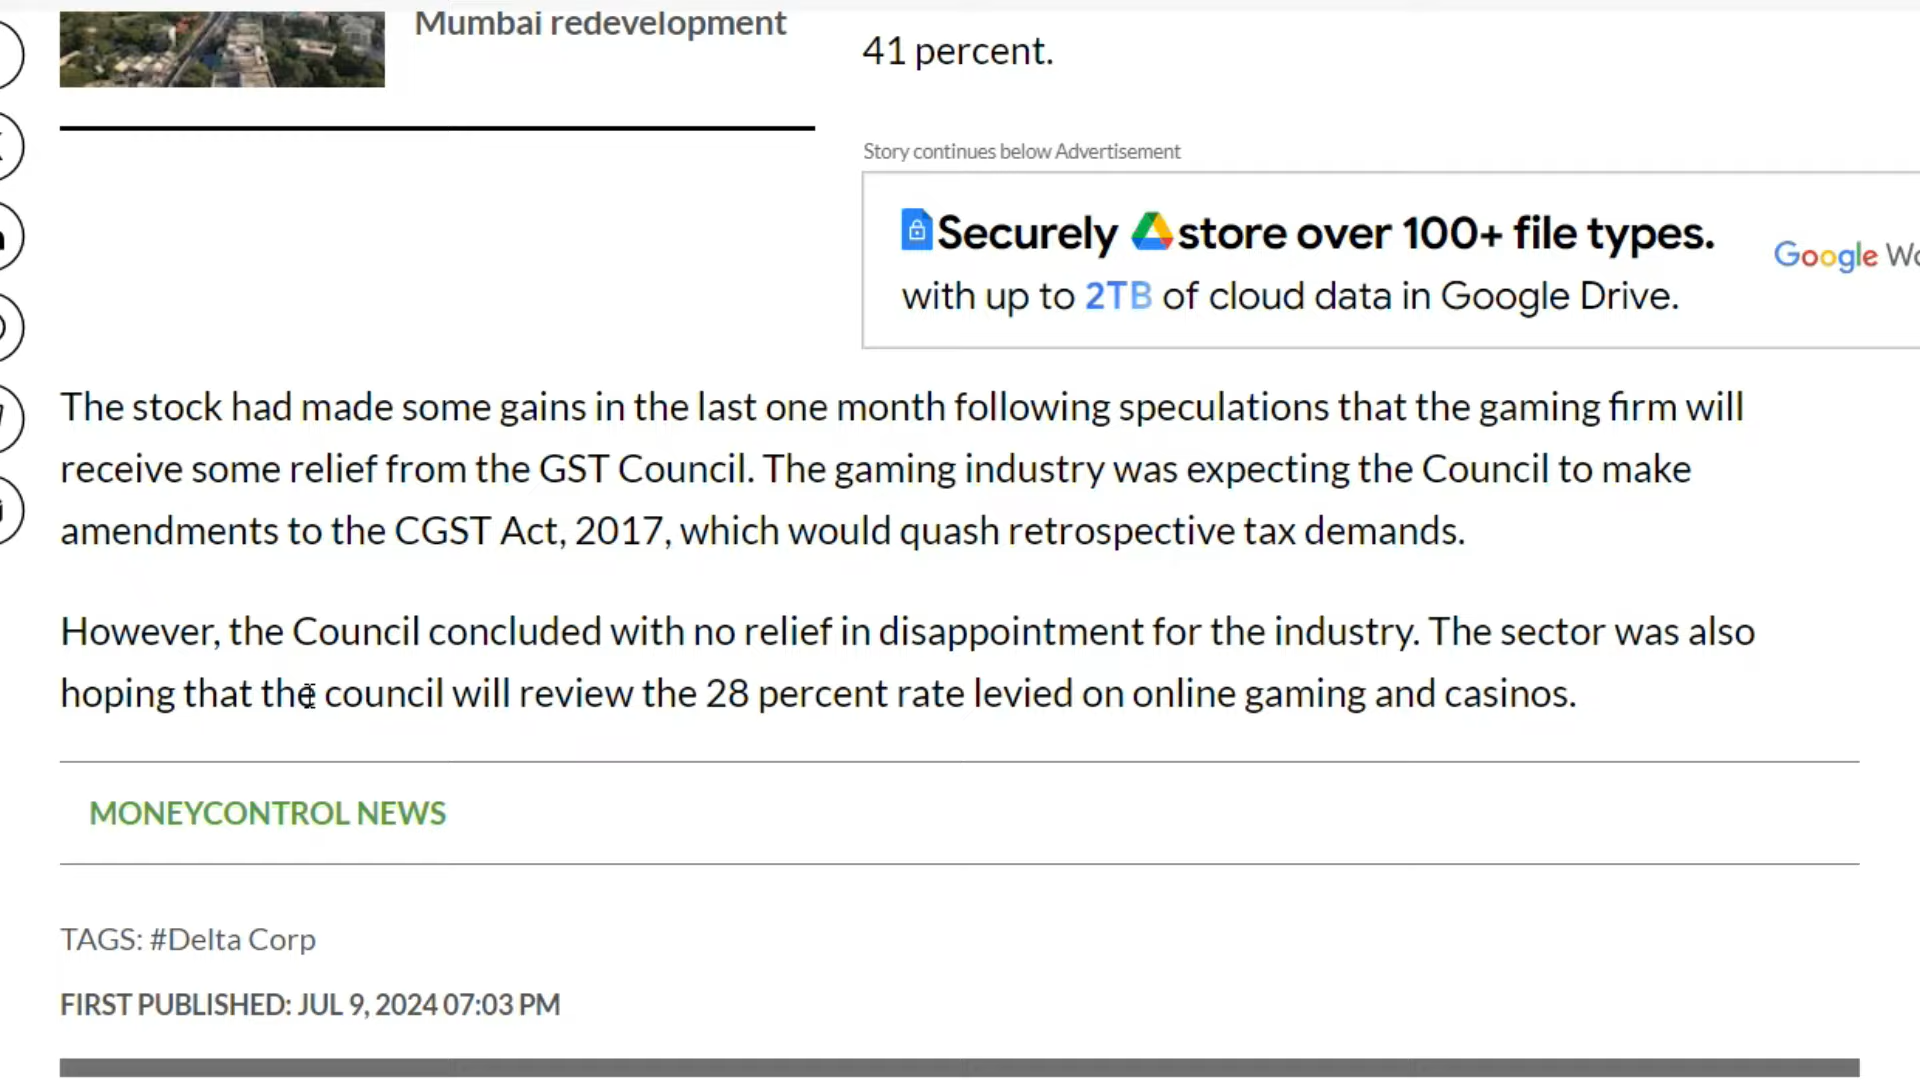 Mumbai redevelopment
41 percent.
Story continues below Advertisement
Securely store over 100+ file types.
with up to 2TB of cloud data in Google Drive.
Google
The stock had made some gains in the last one month following speculations that the gaming firm will
receive some relief from the GST Council. The gaming industry was expecting the Council to make
amendments to the CGST Act, 2017, which would quash retrospective tax demands.
However, the Council concluded with no relief in disappointment for the industry. The sector was also
hoping that the council will review the 28 percent rate levied on online gaming and casinos.
MONEYCONTROL NEWS
TAGS: #Delta Corp
FIRST PUBLISHED: JUL 9, 2024 07:03 PM